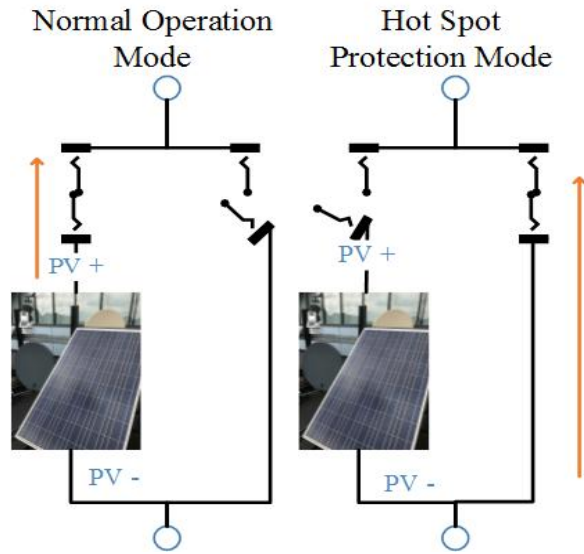 Normal Operation
Mode
Hot Spot
Protection Mode
PV +
PV -
PV +
PV -